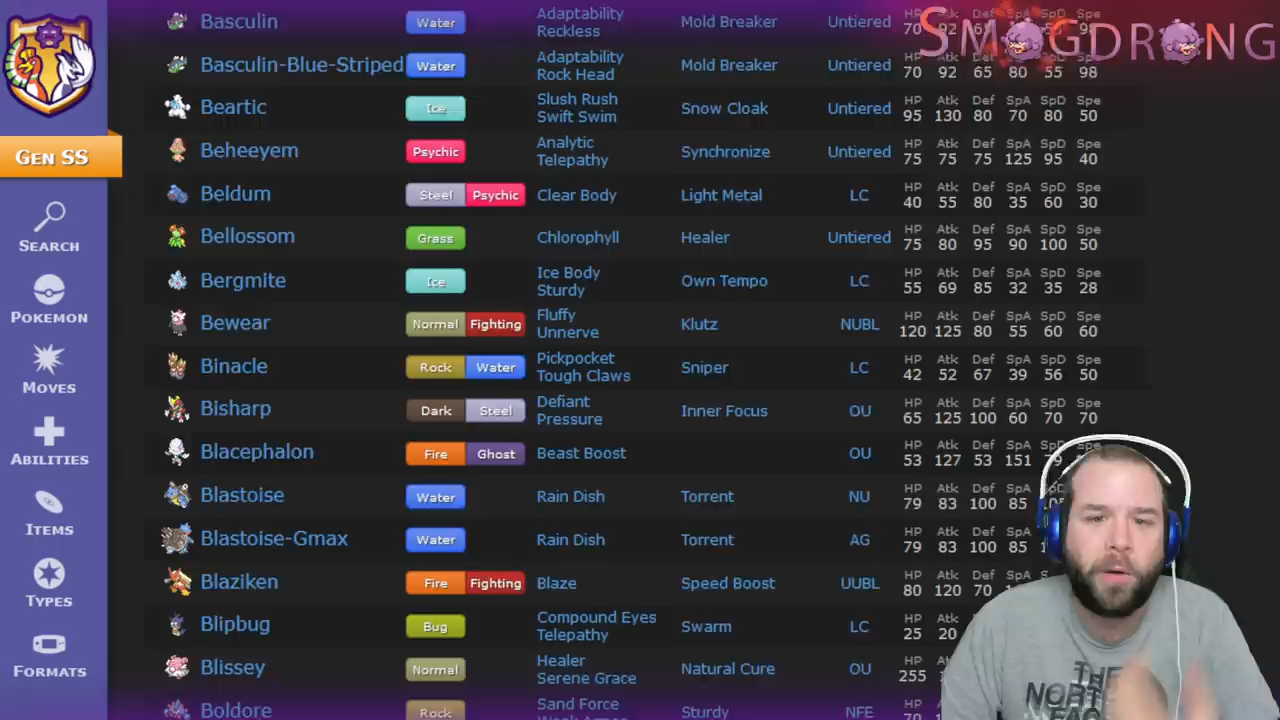 SMOGDRONG
Basculin Water Adaptability Reckless Mold Breaker Untiered HP 70 Atk 92 Def SpA SpD Spe
Basculin-Blue-Striped Water Adaptability Rock Head Mold Breaker Untiered HP 70 Atk 92 Def 65 SpA 80 SpD 55 Spe 98
Beartic Ice Slush Rush Swift Swim Snow Cloak Untiered HP 95 Atk 130 Def 80 SpA 70 SpD 80 Spe 50
Gen SS
Beheeyem Psychic Analytic Telepathy Synchronize Untiered HP 75 Atk 75 Def 75 SpA 125 SpD 95 Spe 40
Beldum Steel Psychic Clear Body Light Metal LC HP 40 Atk 55 Def 80 SpA 35 SpD 60 Spe 30
SEARCH
Bellossom Grass Chlorophyll Healer Untiered HP 75 Atk 80 Def 95 SpA 90 SpD 100 Spe 50
Bergmite Ice Ice Body Sturdy Own Tempo LC HP 55 Atk 69 Def 85 SpA 32 SpD 35 Spe 28
POKEMON
Bewear Normal Fighting Fluffy Unnerve Klutz NUBL HP 120 Atk 125 Def 80 SpA 55 SpD 60 Spe 60
Binacle Rock Water Pickpocket Tough Claws Sniper LC HP 42 Atk 52 Def 67 SpA 39 SpD 56 Spe 50
MOVES
Bisharp Dark Steel Defiant Pressure Inner Focus OU HP 65 Atk 125 Def 100 SpA 60 SpD 70 Spe 70
Blacephalon Fire Ghost Beast Boost OU HP 53 Atk 127 Def 53 SpA 151 SpD 79 Spe
ABILITIES
Blastoise Water Rain Dish Torrent NU HP 79 Atk 83 Def 100 SpA 85
ITEMS
Blastoise-Gmax Water Rain Dish Torrent AG HP 79 Atk 83 Def 100 SpA 85
Blaziken Fire Fighting Blaze Speed Boost UUBL HP 80 Atk 120 Def 70 SpA
TYPES
Blipbug Bug Compound Eyes Telepathy Swarm LC HP 25 Atk 20
Blissey Normal Healer Serene Grace Natural Cure OU HP 255
FORMATS
Boldore Rock Sand Force Sturdy NFE HP 70
THE
NORTH